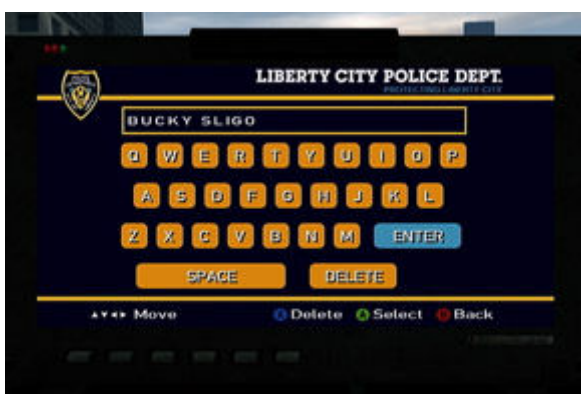 LIBERTY CITY POLICE DEPT.
PROTECTING LIBERTY CITY
BUCKY SLIGO
Q W E R T Y U I O P
A S D F G H J K L
Z X C V B N M ENTER
SPACE DELETE
Move X Delete A Select B Back